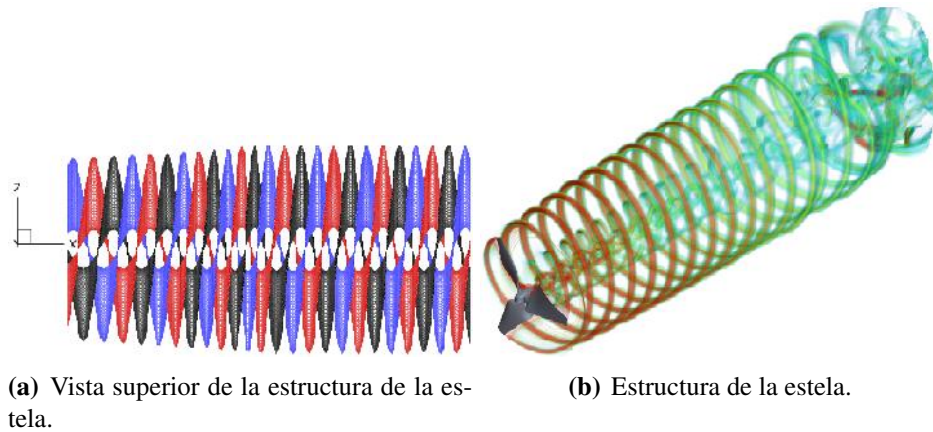 z
x
(a) Vista superior de la estructura de la es-
tela.
(b) Estructura de la estela.